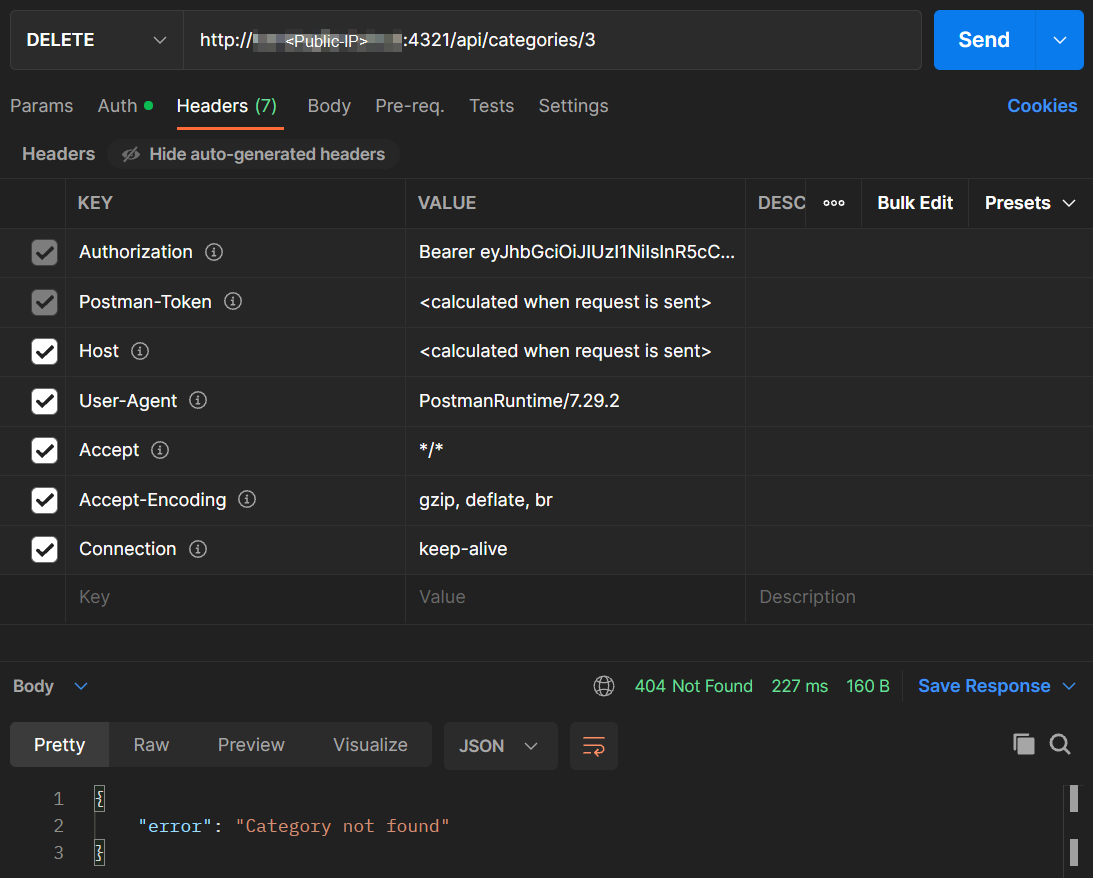 DELETE http://<Public-IP>:4321/api/categories/3 Send
Params Auth Headers (7) Body Pre-req. Tests Settings Cookies
Headers Hide auto-generated headers
KEY VALUE DESC Bulk Edit Presets
Authorization Bearer eyJhbGciOiJIUzI1NiIsInR5cC...
Postman-Token <calculated when request is sent>
Host <calculated when request is sent>
User-Agent PostmanRuntime/7.29.2
Accept */*
Accept-Encoding gzip, deflate, br
Connection keep-alive
Key Value Description
Body 404 Not Found 227 ms 160 B Save Response
Pretty Raw Preview Visualize JSON
1 {
2 "error": "Category not found"
3 }